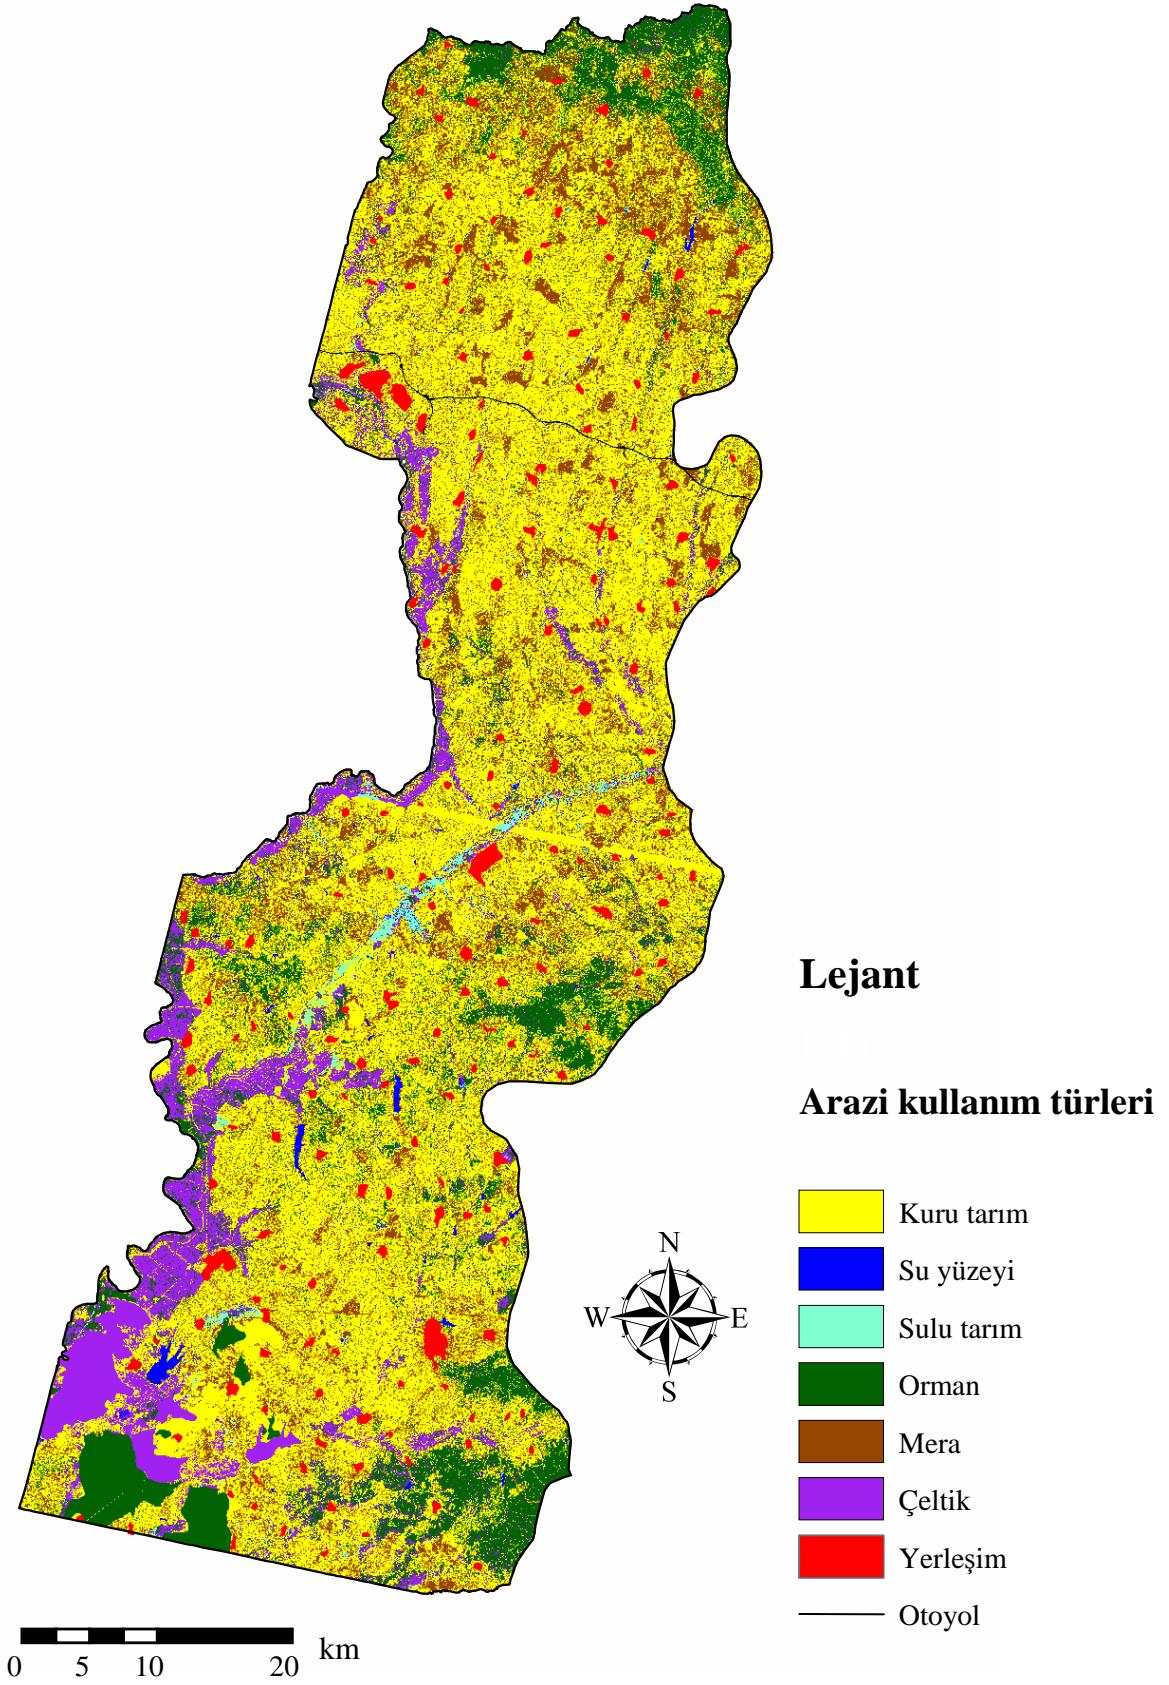 Lejant
Arazi kullanım türleri
Kuru tarım
Su yüzeyi
Sulu tarım
Orman
Mera
Çeltik
Yerleşim
Otoyol
N
W E
S
km
0 5 10 20